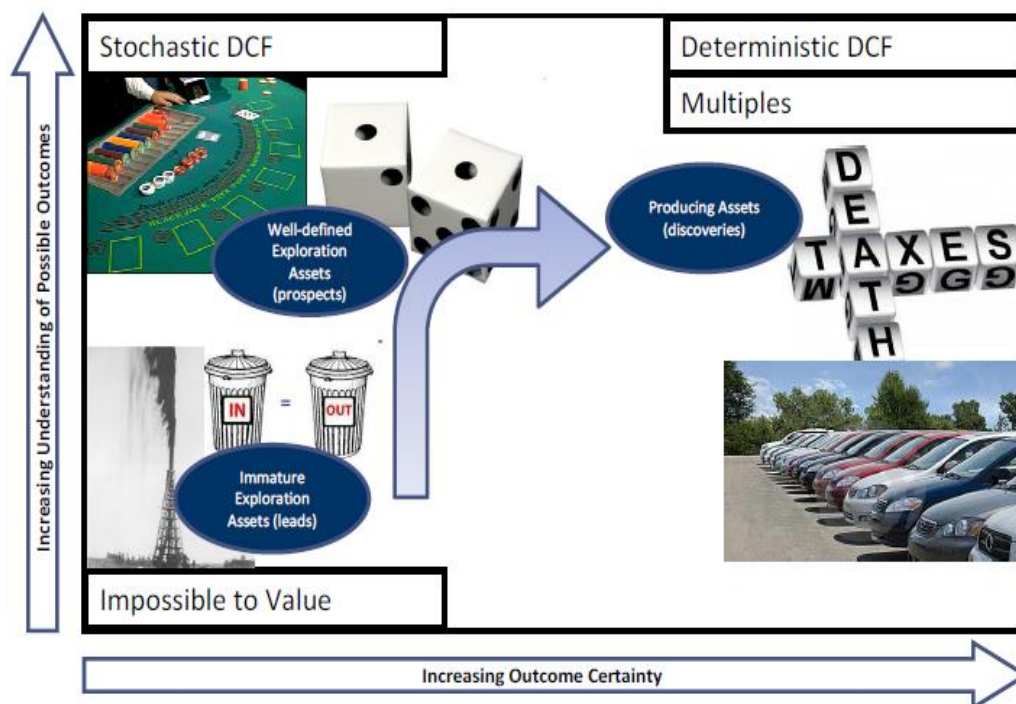 Stochastic DCF
Deterministic DCF
Multiples
Increasing Understanding of Possible Outcomes
Well-defined
Exploration
Assets
(prospects)
Producing Assets
(discoveries)
DEATH
TAXES
IN
=
OUT
Immature
Exploration
Assets (leads)
Impossible to Value
Increasing Outcome Certainty